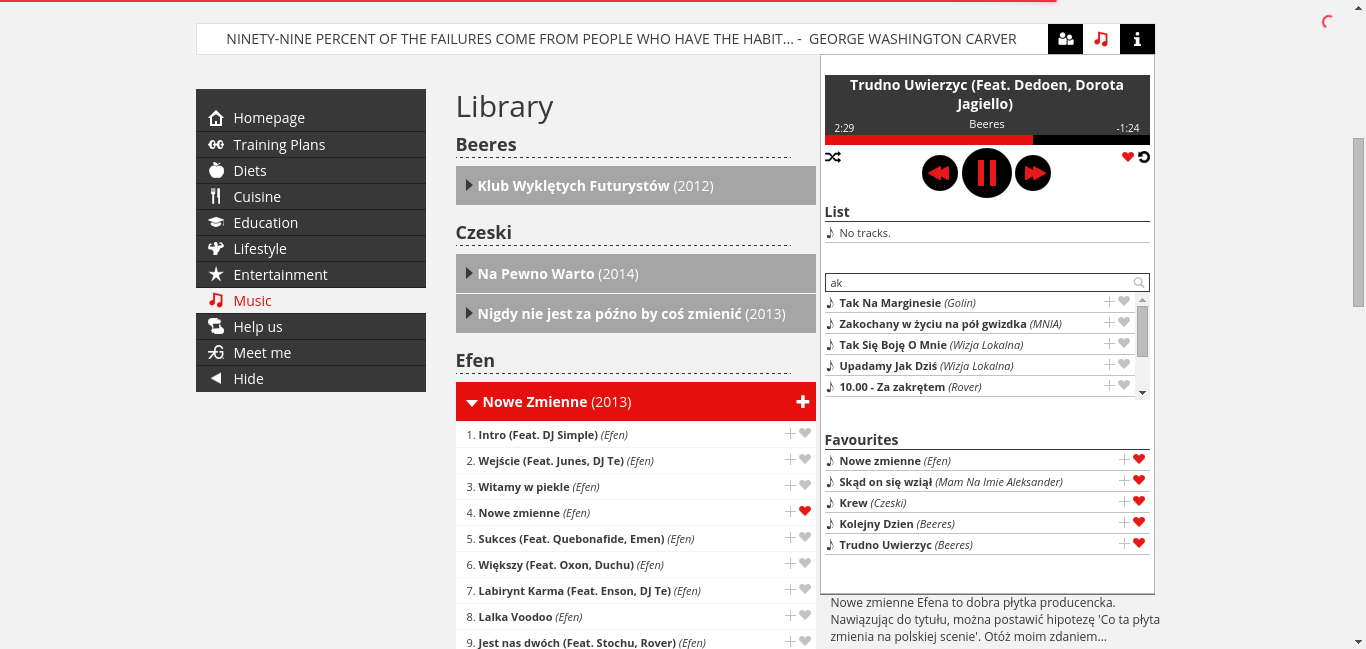 NINETY-NINE PERCENT OF THE FAILURES COME FROM PEOPLE WHO HAVE THE HABIT... - GEORGE WASHINGTON CARVER
Homepage
Training Plans
Diets
Cuisine
Education
Lifestyle
Entertainment
Music
Help us
Meet me
Hide
Library
Beeres
Klub Wyklętych Futurystów (2012)
Czeski
Na Pewno Warto (2014)
Nigdy nie jest za późno by coś zmienić (2013)
Efen
Nowe Zmienne (2013)
1. Intro (Feat. DJ Simple) (Efen)
2. Wejście (Feat. Junes, DJ Te) (Efen)
3. Witamy w piekle (Efen)
4. Nowe zmienne (Efen)
5. Sukces (Feat. Quebonafide, Emen) (Efen)
6. Większy (Feat. Oxon, Duchu) (Efen)
7. Labirynt Karma (Feat. Enson, DJ Te) (Efen)
8. Lalka Voodoo (Efen)
9. Jest nas dwóch (Feat. Stochu, Rover) (Efen)
Trudno Uwierzyc (Feat. Dedoen, Dorota
Jagiello)
Beeres
2:29
-1:24
List
No tracks.
ak
Tak Na Marginesie (Golin)
Zakochany w życiu na pół gwizdka (MNIA)
Tak Się Boję O Mnie (Wizja Lokalna)
Upadamy Jak Dziś (Wizja Lokalna)
10.00 - Za zakrętem (Rover)
Favourites
Nowe zmienne (Efen)
Skąd on się wziął (Mam Na Imie Aleksander)
Krew (Czeski)
Kolejny Dzien (Beeres)
Trudno Uwierzyc (Beeres)
Nowe zmienne Efena to dobra płytka producencka.
Nawiązując do tytułu, można postawić hipotezę 'Co ta płyta
zmienia na polskiej scenie'. Otóż moim zdaniem...